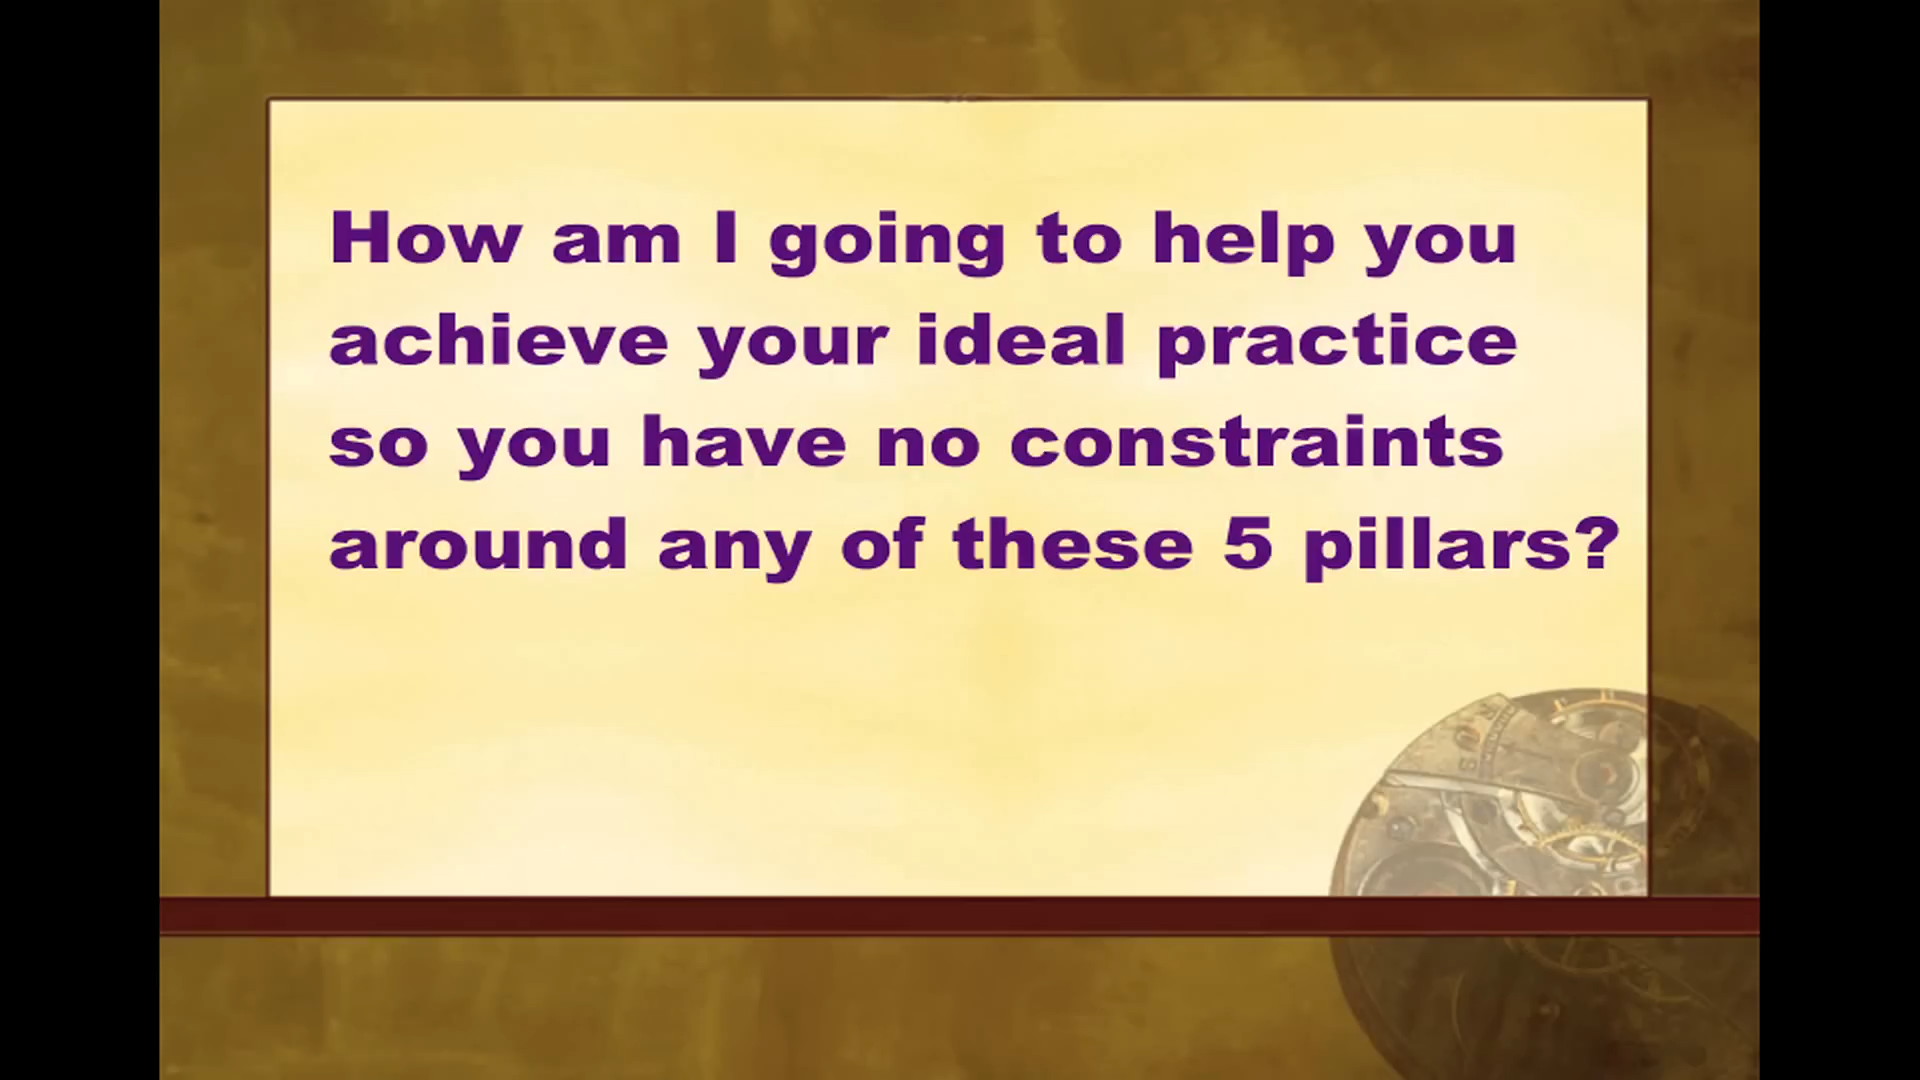 How am I going to help you
achieve your ideal practice
so you have no constraints
around any of these 5 pillars?